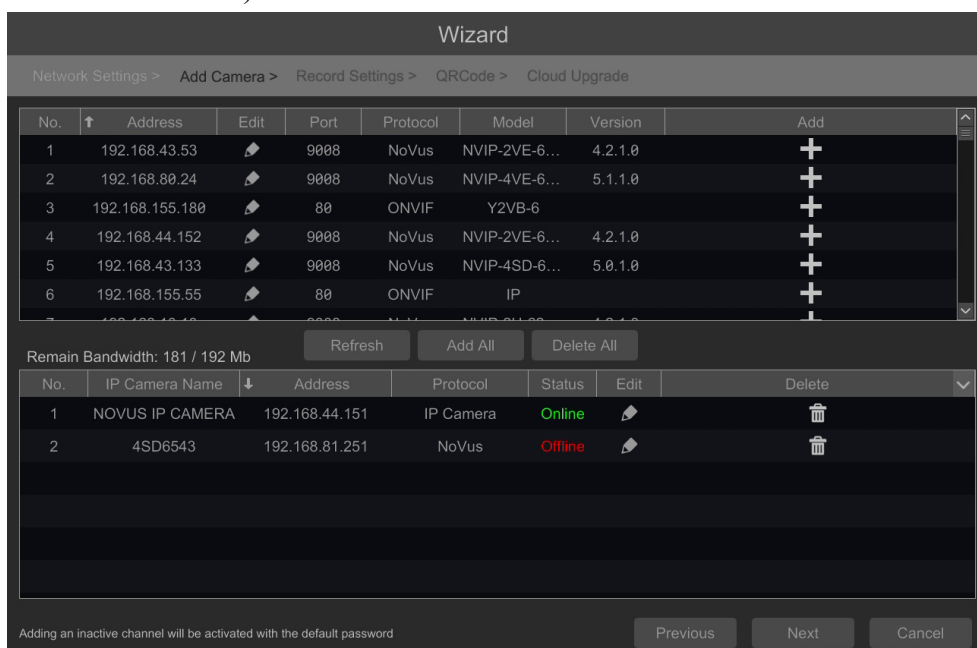 Wizard
Network Settings > Add Camera > Record Settings > QRCode > Cloud Upgrade
No. Address Edit Port Protocol Model Version Add
1 192.168.43.53 9008 NoVus NVIP-2VE-6... 4.2.1.0
2 192.168.80.24 9008 NoVus NVIP-4VE-6... 5.1.1.0
3 192.168.155.180 80 ONVIF Y2VB-6
4 192.168.44.152 9008 NoVus NVIP-2VE-6... 4.2.1.0
5 192.168.43.133 9008 NoVus NVIP-4SD-6... 5.0.1.0
6 192.168.155.55 80 ONVIF IP
Remain Bandwidth: 181 / 192 Mb Refresh Add All Delete All
No. IP Camera Name Address Protocol Status Edit Delete
1 NOVUS IP CAMERA 192.168.44.151 IP Camera Online
2 4SD6543 192.168.81.251 NoVus Offline
Adding an inactive channel will be activated with the default password Previous Next Cancel